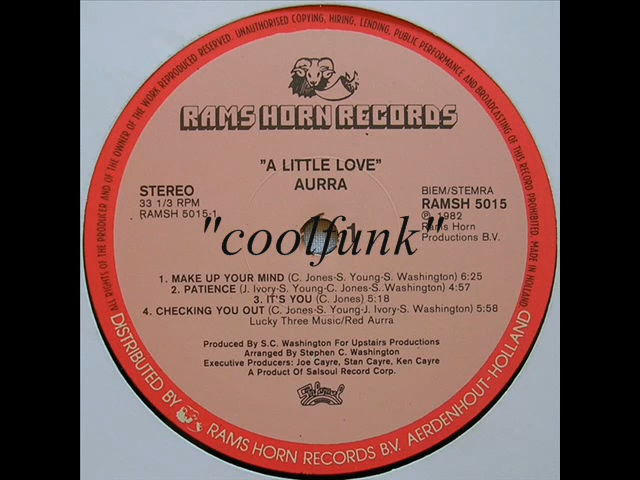 ALL RIGHTS OF THE PRODUCER AND OF THE OWNER OF THE WORK REPRODUCED RESERVED. UNAUTHORISED COPYING, HIRING, LENDING, PUBLIC PERFORMANCE AND BROADCASTING OF THIS RECORD PROHIBITED. MADE IN HOLLAND
RAMS HORN RECORDS
"A LITTLE LOVE"
AURRA
STEREO
33 1/3 RPM
RAMSH 5015-1
BIEM/STEMRA
RAMSH 5015
℗ 1982
Rams Horn
Productions B.V.
1
"coolfunk"
1. MAKE UP YOUR MIND (C. Jones-S. Young-S. Washington) 6:25
2. PATIENCE (J. Ivory-S. Young-C. Jones-S. Washington) 4:57
3. IT'S YOU (C. Jones) 5:18
4. CHECKING YOU OUT (C. Jones-S. Young-J. Ivory-S. Washington) 5:58
Lucky Three Music/Red Aurra
Produced By S.C. Washington For Upstairs Productions
Arranged By Stephen C. Washington
Executive Producers: Joe Cayre, Stan Cayre, Ken Cayre
A Product Of Salsoul Record Corp.
Salsoul
DISTRIBUTED BY RAMS HORN RECORDS B.V. AERDENHOUT-HOLLAND